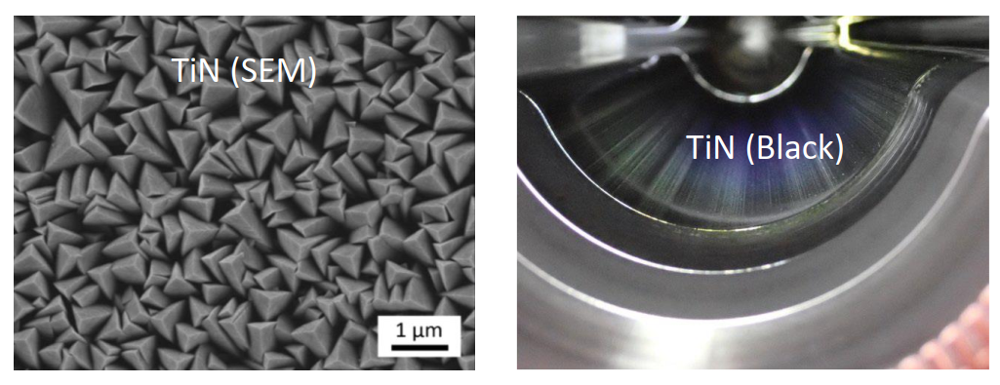 TiN (SEM)
1 μm
TiN (Black)